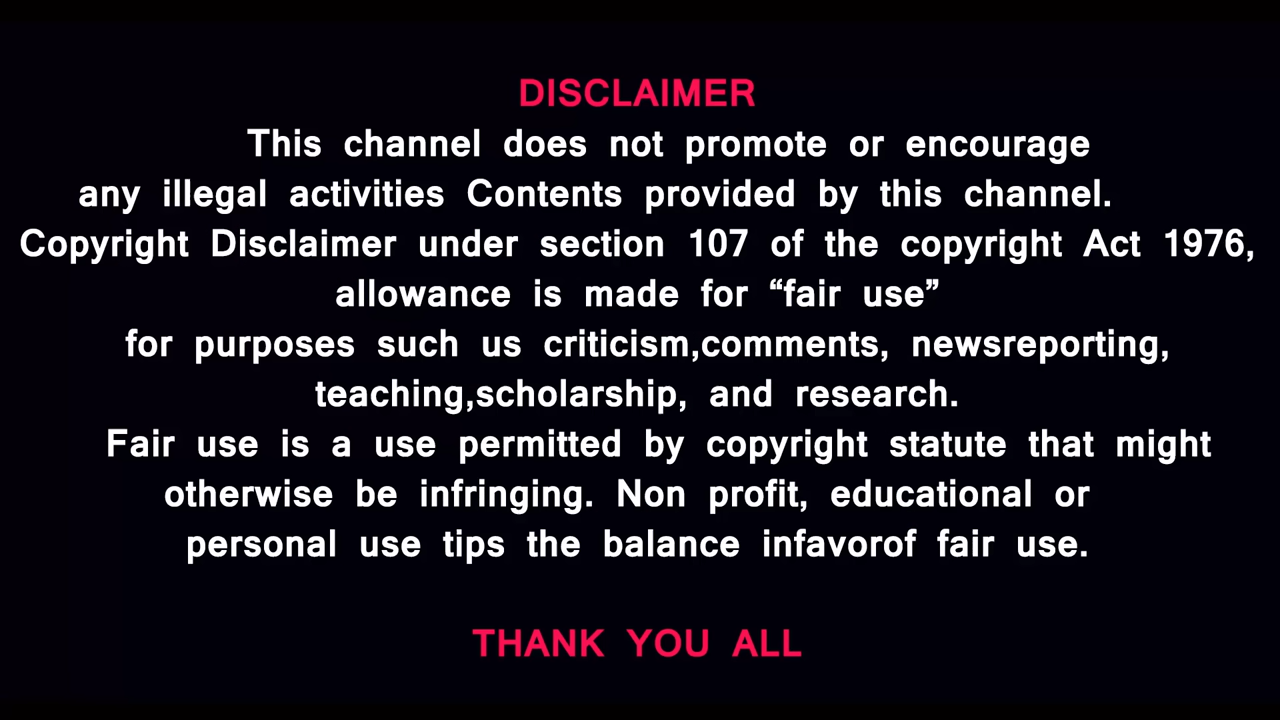 DISCLAIMER
This channel does not promote or encourage
any illegal activities Contents provided by this channel.
Copyright Disclaimer under section 107 of the copyright Act 1976,
allowance is made for “fair use”
for purposes such us criticism,comments, newsreporting,
teaching,scholarship, and research.
Fair use is a use permitted by copyright statute that might
otherwise be infringing. Non profit, educational or
personal use tips the balance infavorof fair use.
THANK YOU ALL